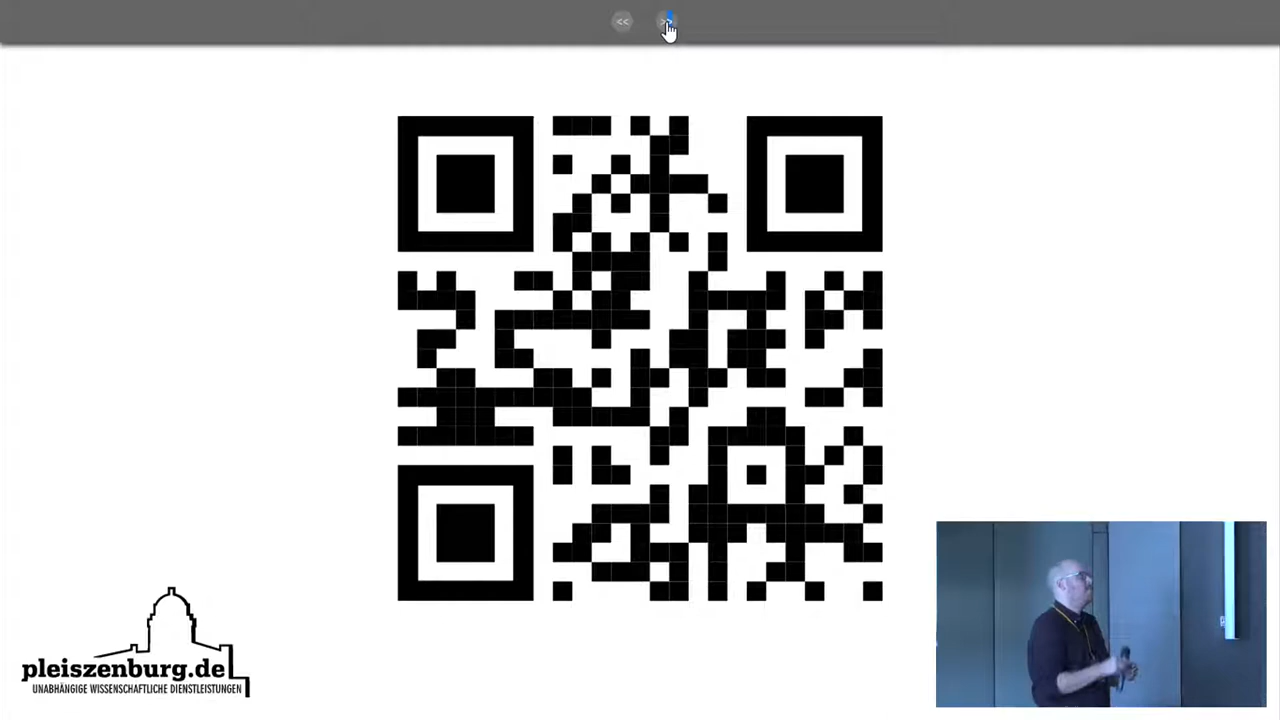 <<
>>
pleiszenburg.de
UNABHÄNGIGE WISSENSCHAFTLICHE DIENSTLEISTUNGEN